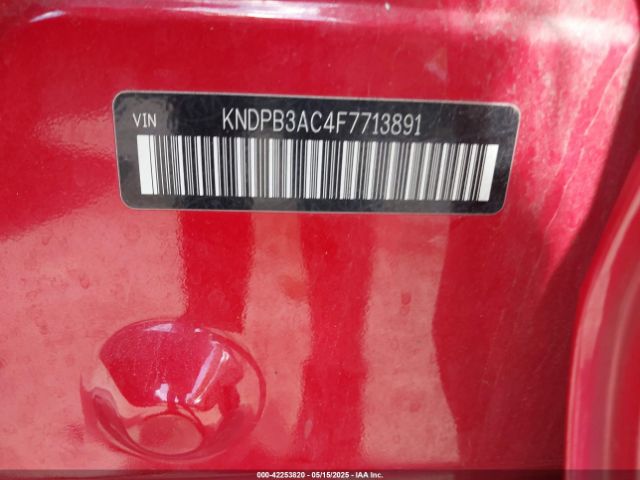 VIN KNDPB3AC4F7713891
000-42253820 - 05/15/2025 - IAA Inc.